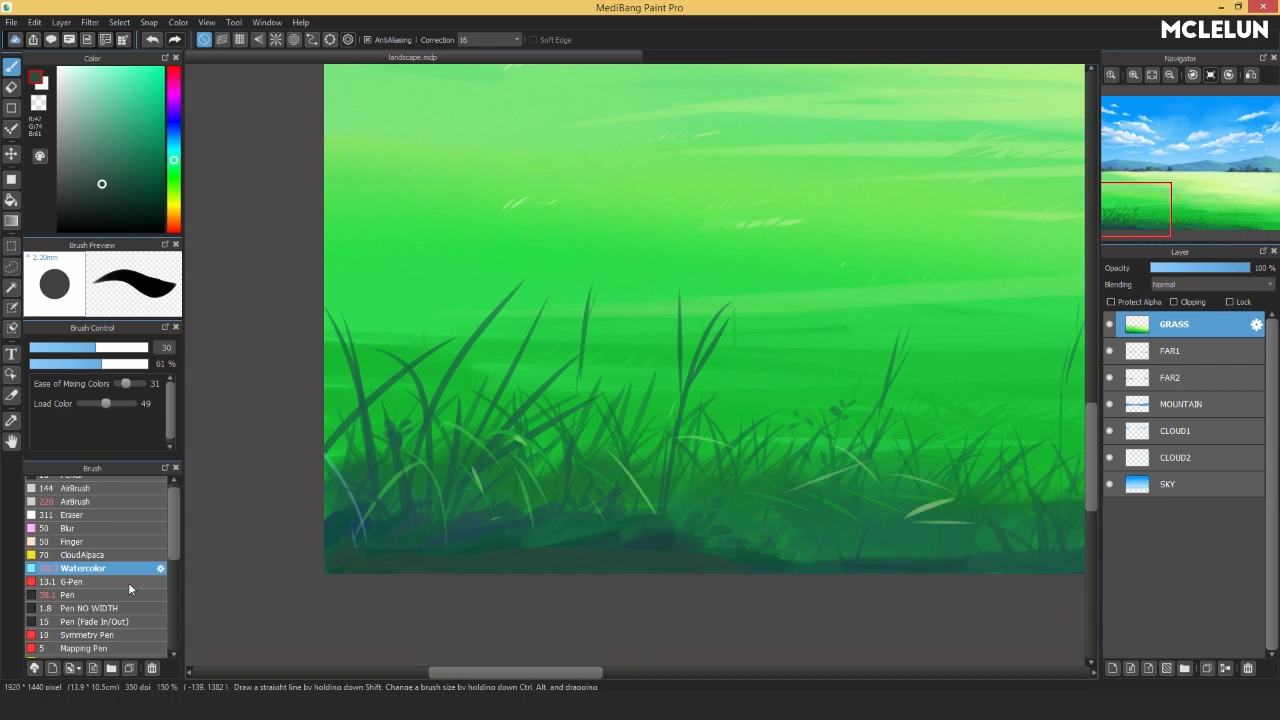 MediBang Paint Pro
File Edit Layer Filter Select Snap Color View Tool Window Help
MCLELUN
AntiAliasing Correction 16 Soft Edge
Color
landscape.mdp
Navigator
R:42
G:74
B:61
Brush Preview
* 2.20mm
Layer
Opacity 100 %
Blending Normal
Protect Alpha Clipping Lock
Brush Control
30
61 %
Ease of Mixing Colors 31
Load Color 49
GRASS
FAR1
FAR2
MOUNTAIN
CLOUD1
CLOUD2
SKY
Brush
144 AirBrush
220 AirBrush
311 Eraser
50 Blur
50 Finger
70 CloudAlpaca
Watercolor
13.1 G-Pen
38.1 Pen
1.8 Pen NO WIDTH
15 Pen (Fade In/Out)
10 Symmetry Pen
5 Mapping Pen
1920 * 1440 pixel (13.9 * 10.5cm) 350 dpi 150 % ( -139, 1382 ) Draw a straight line by holding down Shift, Change a brush size by holding down Ctrl, Alt, and dragging